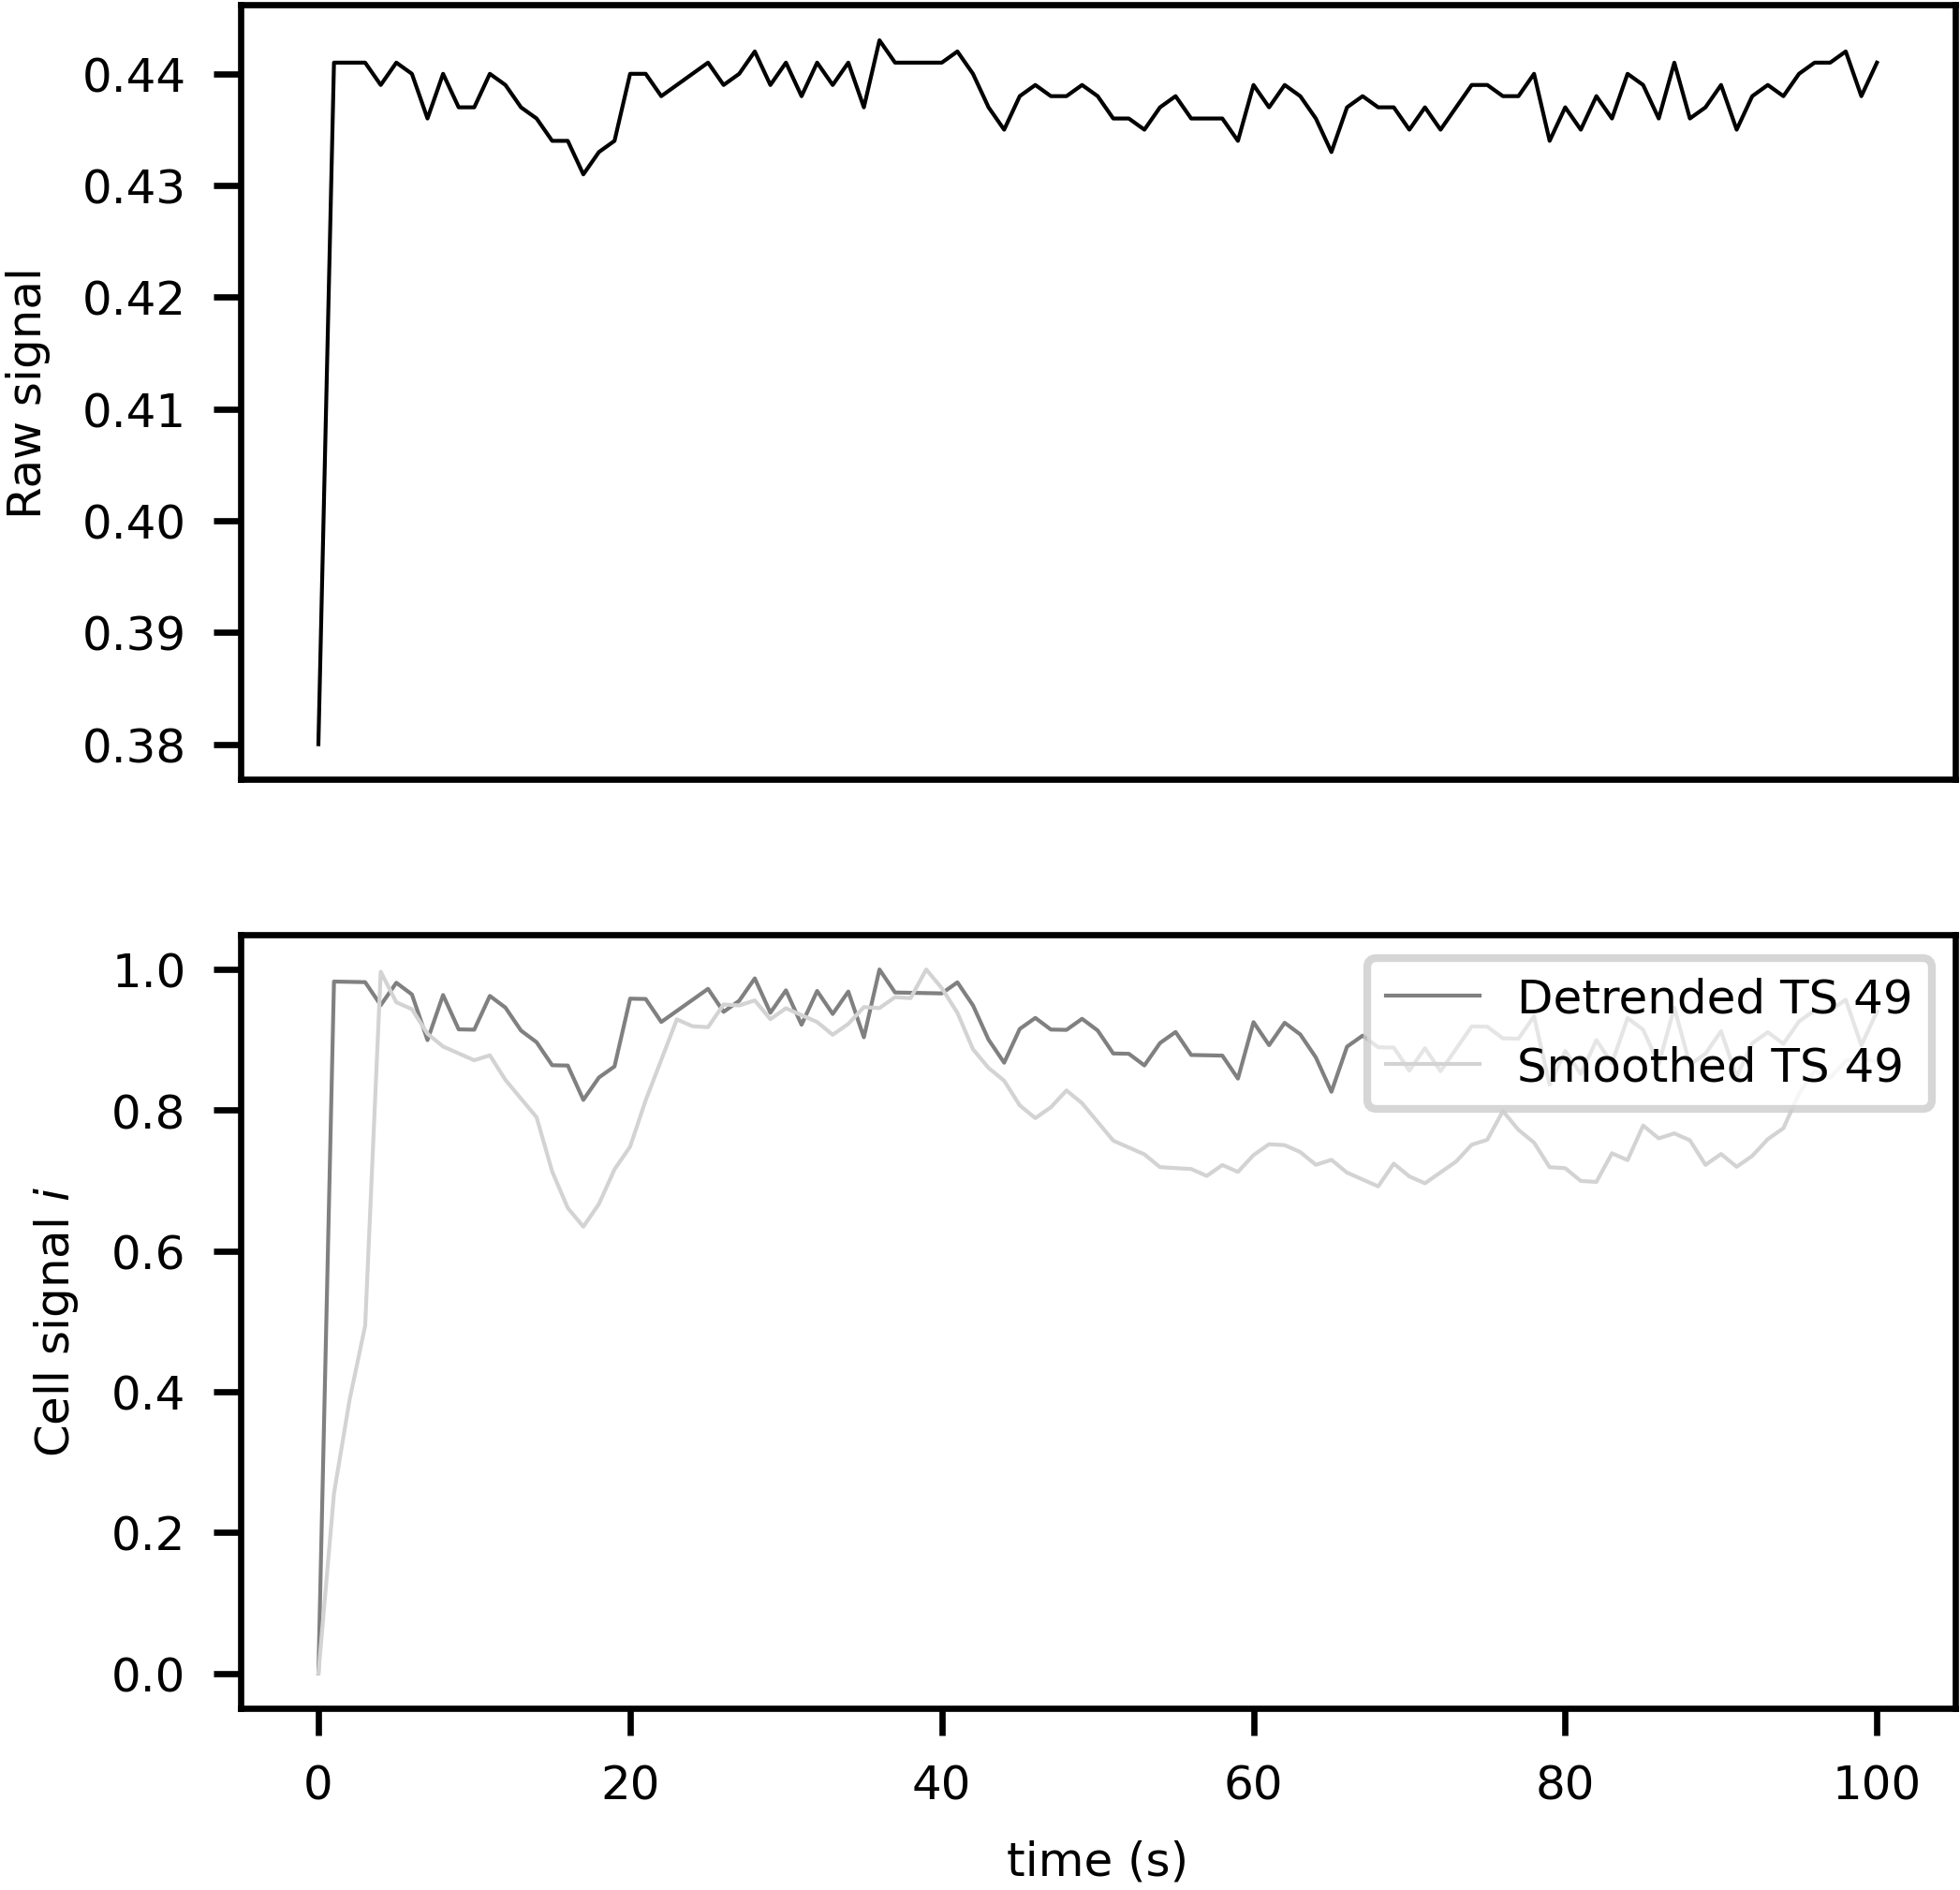 Raw signal
0.44
0.43
0.42
0.41
0.40
0.39
0.38
Cell signal i
1.0
0.8
0.6
0.4
0.2
0.0
Detrended TS 49
Smoothed TS 49
0 20 40 60 80 100
time (s)